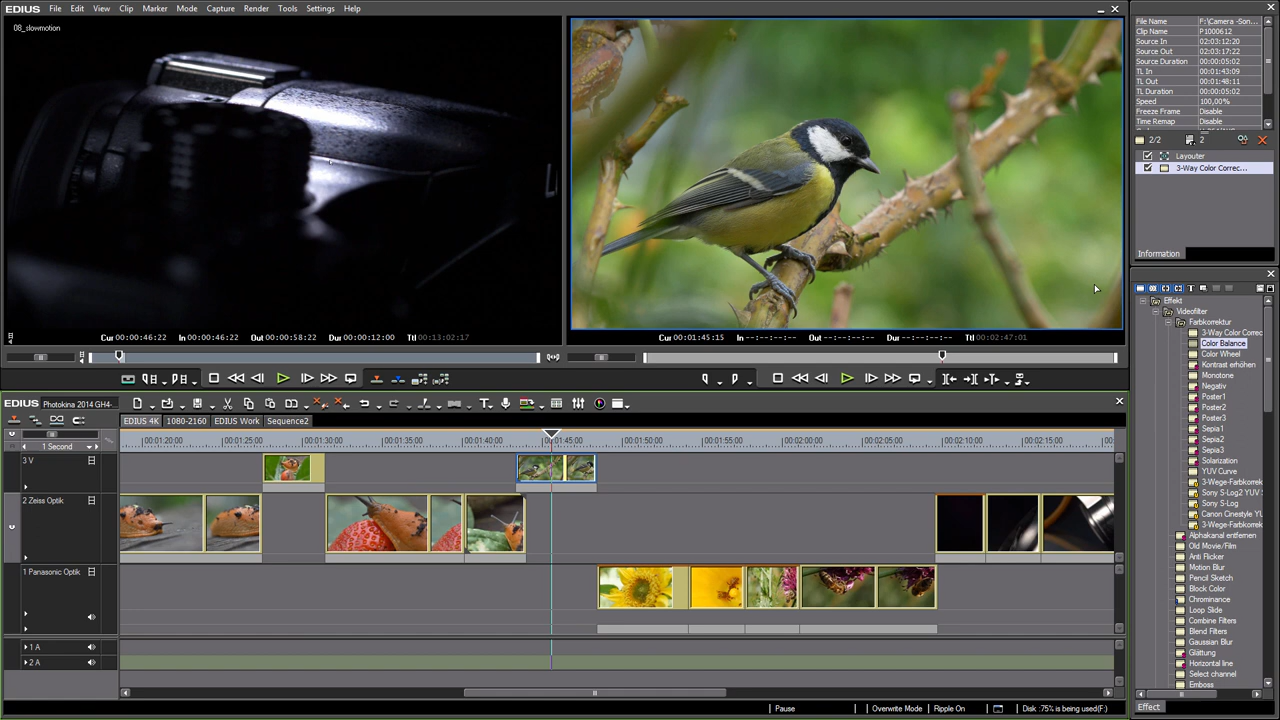 EDIUS File Edit View Clip Marker Mode Capture Render Tools Settings Help
08_slowmotion
Cur 00:00:46:22 In 00:00:46:22 Out 00:00:58:22 Dur 00:00:12:00 Ttl 00:13:02:17
Cur 00:01:45:15 In --:--:--:-- Out --:--:--:-- Dur --:--:--:-- Ttl 00:02:47:01
File Name F:\Camera -Son...
Clip Name P1000612
Source In 02:03:12:20
Source Out 02:03:17:22
Source Duration 00:00:05:02
TL In 00:01:43:09
TL Out 00:01:48:11
TL Duration 00:00:05:02
Speed 100,00%
Freeze Frame Disable
Time Remap Disable
2/2 2
Layouter
3-Way Color Correc...
Information
EDIUS Photokina 2014 GH4-
EDIUS 4K 1080-2160 EDIUS Work Sequence2
1 Second
00:01:20:00 00:01:25:00 00:01:30:00 00:01:35:00 00:01:40:00 00:01:45:00 00:01:50:00 00:01:55:00 00:02:00:00 00:02:05:00 00:02:10:00 00:02:15:00
3 V
2 Zeiss Optik
1 Panasonic Optik
1 A
2 A
Pause Overwrite Mode Ripple On Disk :75% is being used(F:)
Effekt
Videofilter
Farbkorrektur
3-Way Color Correc
Color Balance
Color Wheel
Kontrast erhöhen
Monotone
Negativ
Poster1
Poster2
Poster3
Sepia1
Sepia2
Sepia3
Solarization
YUV Curve
3-Wege-Farbkorrek
Sony S-Log2 YUV
Sony S-Log
Canon Cinestyle YU
3-Wege-Farbkorrek
Alphakanal entfernen
Old Movie/Film
Anti Flicker
Motion Blur
Pencil Sketch
Block Color
Chrominance
Loop Slide
Combine Filters
Blend Filters
Gaussian Blur
Glättung
Horizontal line
Select channel
Emboss
Effect